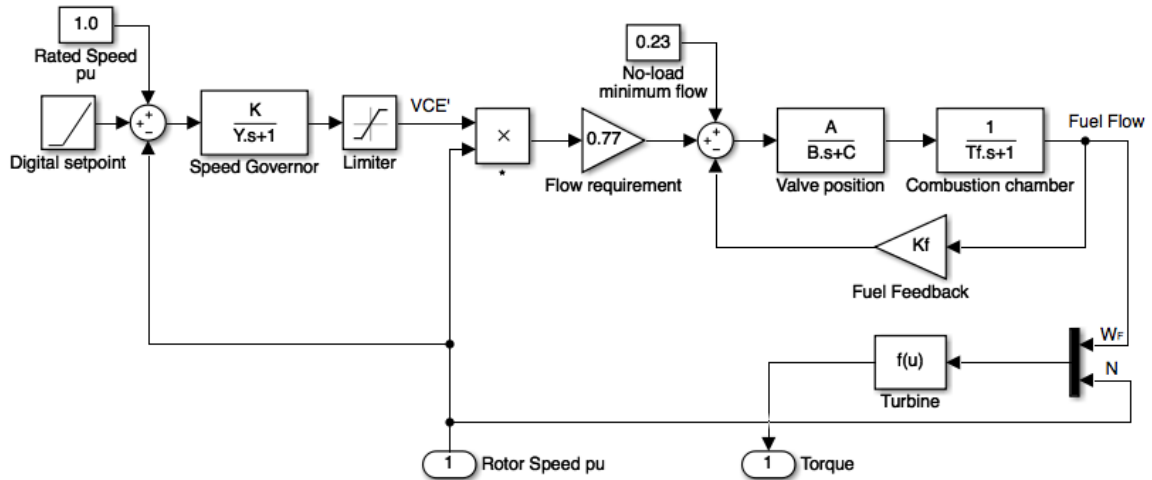 1.0
Rated Speed
pu
Digital setpoint
+
+
−
K
Y.s+1
Speed Governor
Limiter
VCE'
×
*
0.77
Flow requirement
0.23
No-load
minimum flow
+
+
−
A
B.s+C
Valve position
1
Tf.s+1
Combustion chamber
Fuel Flow
Kf
Fuel Feedback
WF
N
f(u)
Turbine
1
Rotor Speed pu
1
Torque